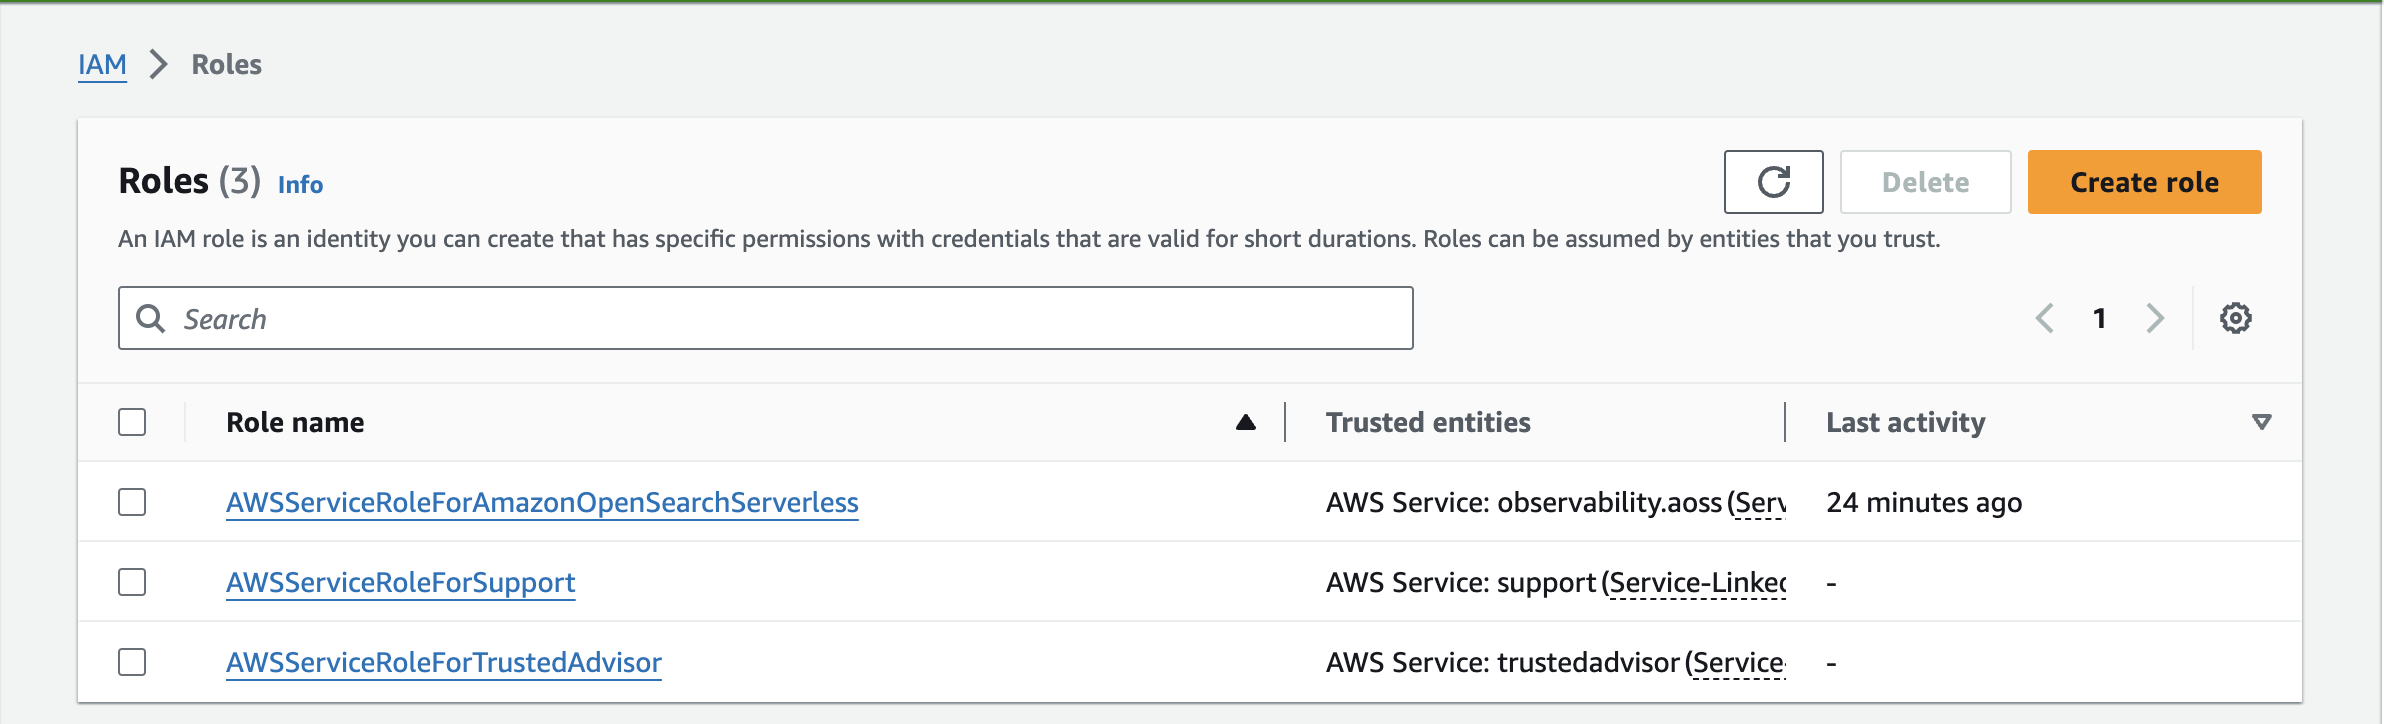 IAM > Roles
Roles (3) Info
Delete
Create role
An IAM role is an identity you can create that has specific permissions with credentials that are valid for short durations. Roles can be assumed by entities that you trust.
Search
1
Role name Trusted entities Last activity
AWSServiceRoleForAmazonOpenSearchServerless AWS Service: observability.aoss (Serv 24 minutes ago
AWSServiceRoleForSupport AWS Service: support (Service-Linked -
AWSServiceRoleForTrustedAdvisor AWS Service: trustedadvisor (Service- -